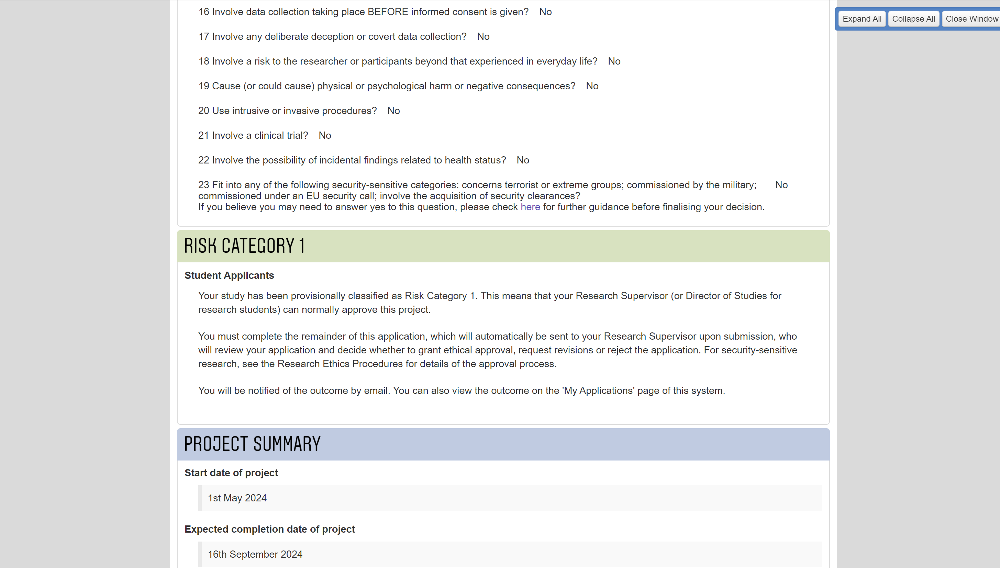 16 Involve data collection taking place BEFORE informed consent is given? No
Expand All Collapse All Close Window
17 Involve any deliberate deception or covert data collection? No
18 Involve a risk to the researcher or participants beyond that experienced in everyday life? No
19 Cause (or could cause) physical or psychological harm or negative consequences? No
20 Use intrusive or invasive procedures? No
21 Involve a clinical trial? No
22 Involve the possibility of incidental findings related to health status? No
23 Fit into any of the following security-sensitive categories: concerns terrorist or extreme groups; commissioned by the military; No
commissioned under an EU security call; involve the acquisition of security clearances?
If you believe you may need to answer yes to this question, please check here for further guidance before finalising your decision.
RISK CATEGORY 1
Student Applicants
Your study has been provisionally classified as Risk Category 1. This means that your Research Supervisor (or Director of Studies for
research students) can normally approve this project.
You must complete the remainder of this application, which will automatically be sent to your Research Supervisor upon submission, who
will review your application and decide whether to grant ethical approval, request revisions or reject the application. For security-sensitive
research, see the Research Ethics Procedures for details of the approval process.
You will be notified of the outcome by email. You can also view the outcome on the 'My Applications' page of this system.
PROJECT SUMMARY
Start date of project
1st May 2024
Expected completion date of project
16th September 2024